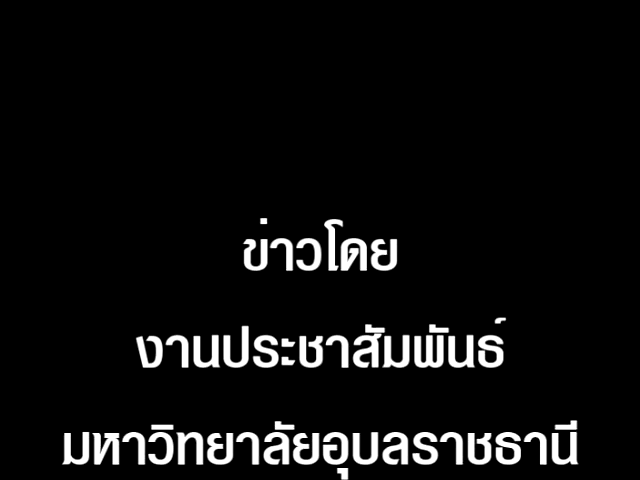 ข่าวโดย
งานประชาสัมพันธ์
มหาวิทยาลัยอุบลราชธานี